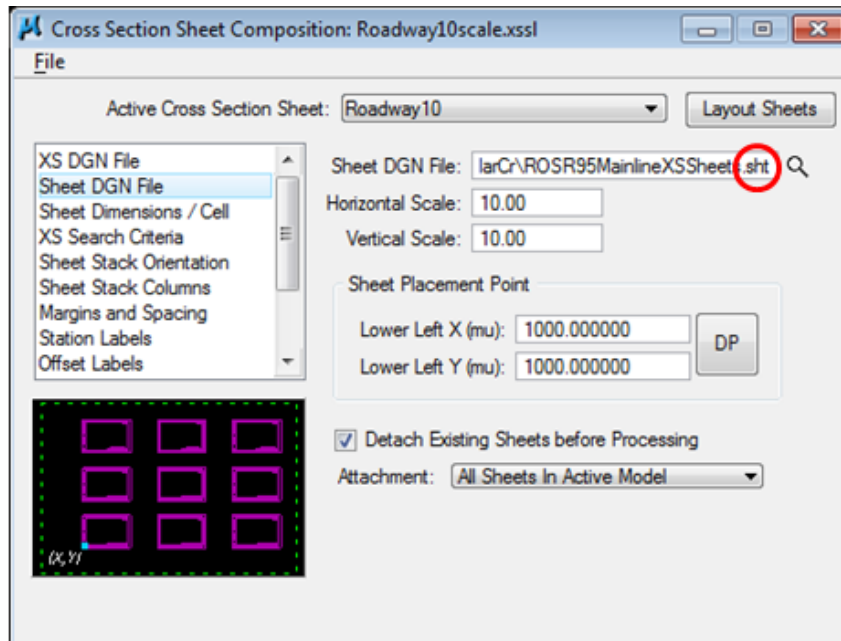 Cross Section Sheet Composition: Roadway10scale.xssl
File
Active Cross Section Sheet: Roadway10 Layout Sheets
XS DGN File
Sheet DGN File
Sheet Dimensions / Cell
XS Search Criteria
Sheet Stack Orientation
Sheet Stack Columns
Margins and Spacing
Station Labels
Offset Labels
Sheet DGN File: larCr\ROSR95MainlineXSSheets.sht
Horizontal Scale: 10.00
Vertical Scale: 10.00
Sheet Placement Point
Lower Left X (mu): 1000.000000
Lower Left Y (mu): 1000.000000
DP
Detach Existing Sheets before Processing
Attachment: All Sheets In Active Model
(X,Y)